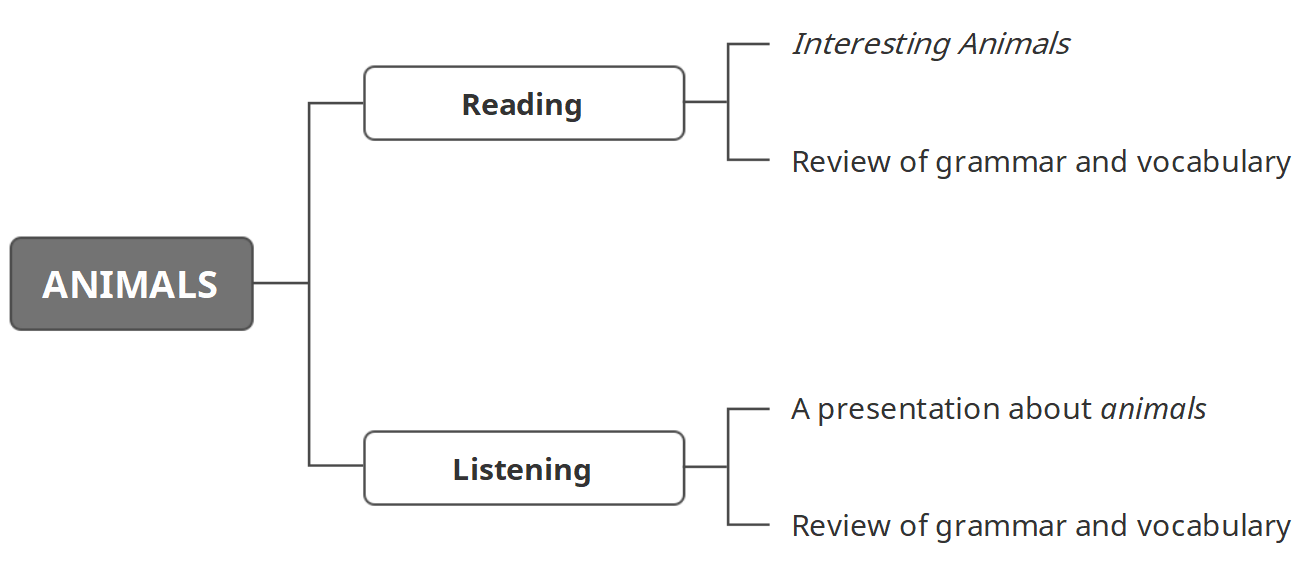 ANIMALS
Reading
Interesting Animals
Review of grammar and vocabulary
Listening
A presentation about animals
Review of grammar and vocabulary